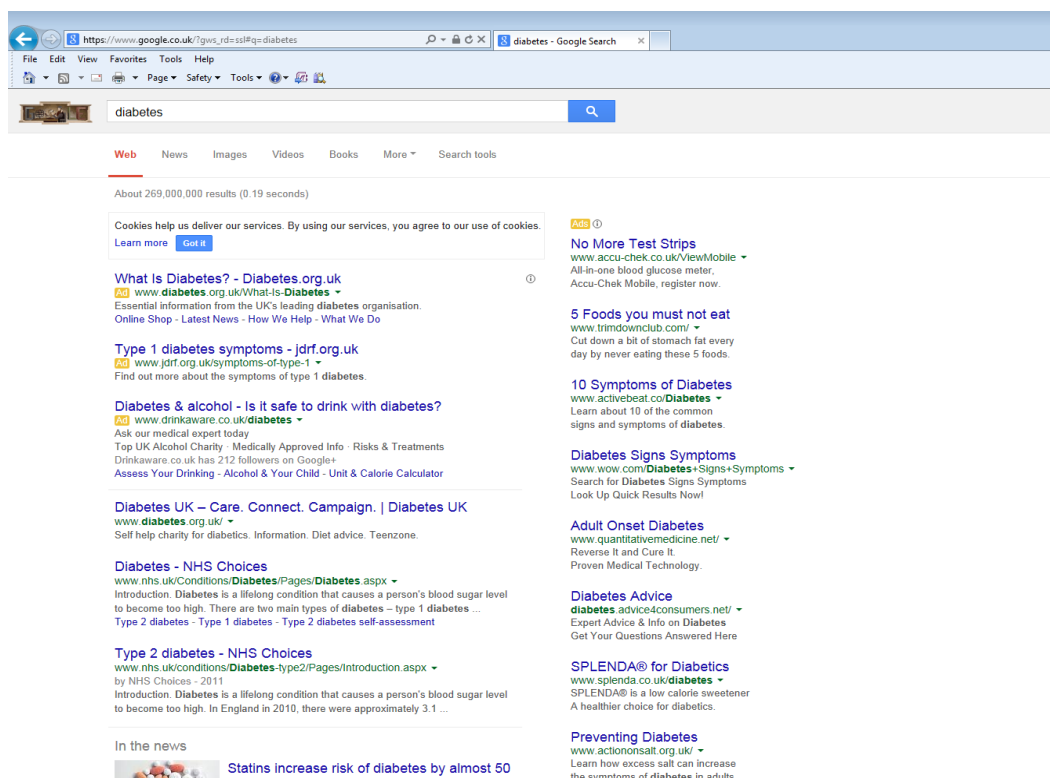 https://www.google.co.uk/?gws_rd=ssl#q=diabetes
diabetes - Google Search
File Edit View Favorites Tools Help
Page Safety Tools
diabetes
Web News Images Videos Books More Search tools
About 269,000,000 results (0.19 seconds)
Cookies help us deliver our services. By using our services, you agree to our use of cookies.
Learn more Got it
What Is Diabetes? - Diabetes.org.uk
Ad www.diabetes.org.uk/What-Is-Diabetes
Essential information from the UK's leading diabetes organisation.
Online Shop - Latest News - How We Help - What We Do
Type 1 diabetes symptoms - jdrf.org.uk
Ad www.jdrf.org.uk/symptoms-of-type-1
Find out more about the symptoms of type 1 diabetes.
Diabetes & alcohol - Is it safe to drink with diabetes?
Ad www.drinkaware.co.uk/diabetes
Ask our medical expert today
Top UK Alcohol Charity · Medically Approved Info · Risks & Treatments
Drinkaware.co.uk has 212 followers on Google+
Assess Your Drinking - Alcohol & Your Child - Unit & Calorie Calculator
Diabetes UK – Care. Connect. Campaign. | Diabetes UK
www.diabetes.org.uk/
Self help charity for diabetics. Information. Diet advice. Teenzone.
Diabetes - NHS Choices
www.nhs.uk/Conditions/Diabetes/Pages/Diabetes.aspx
Introduction. Diabetes is a lifelong condition that causes a person's blood sugar level
to become too high. There are two main types of diabetes – type 1 diabetes ...
Type 2 diabetes - Type 1 diabetes - Type 2 diabetes self-assessment
Type 2 diabetes - NHS Choices
www.nhs.uk/conditions/Diabetes-type2/Pages/Introduction.aspx
by NHS Choices - 2011
Introduction. Diabetes is a lifelong condition that causes a person's blood sugar level
to become too high. In England in 2010, there were approximately 3.1 ...
In the news
Statins increase risk of diabetes by almost 50
Ads
No More Test Strips
www.accu-chek.co.uk/ViewMobile
All-in-one blood glucose meter,
Accu-Chek Mobile, register now.
5 Foods you must not eat
www.trimdownclub.com/
Cut down a bit of stomach fat every
day by never eating these 5 foods.
10 Symptoms of Diabetes
www.activebeat.co/Diabetes
Learn about 10 of the common
signs and symptoms of diabetes.
Diabetes Signs Symptoms
www.wow.com/Diabetes+Signs+Symptoms
Search for Diabetes Signs Symptoms
Look Up Quick Results Now!
Adult Onset Diabetes
www.quantitativemedicine.net/
Reverse It and Cure It.
Proven Medical Technology.
Diabetes Advice
diabetes.advice4consumers.net/
Expert Advice & Info on Diabetes
Get Your Questions Answered Here
SPLENDA® for Diabetics
www.splenda.co.uk/diabetes
SPLENDA® is a low calorie sweetener
A healthier choice for diabetics.
Preventing Diabetes
www.actiononsalt.org.uk/
Learn how excess salt can increase
the symptoms of diabetes in adults